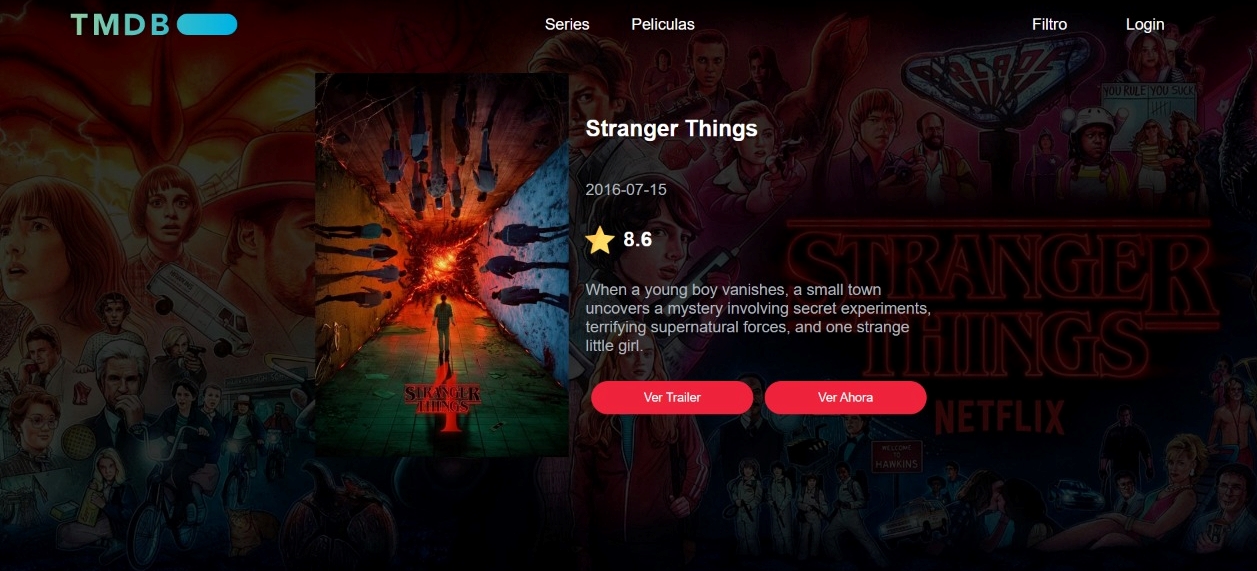 TMDB
Series
Peliculas
Filtro
Login
YOU RULE YOU SUCK
Stranger Things
2016-07-15
8.6
When a young boy vanishes, a small town
uncovers a mystery involving secret experiments,
terrifying supernatural forces, and one strange
little girl.
Ver Trailer
Ver Ahora
STRANGER
THINGS
4
STRANGER
THINGS
NETFLIX
WELCOME
TO
HAWKINS